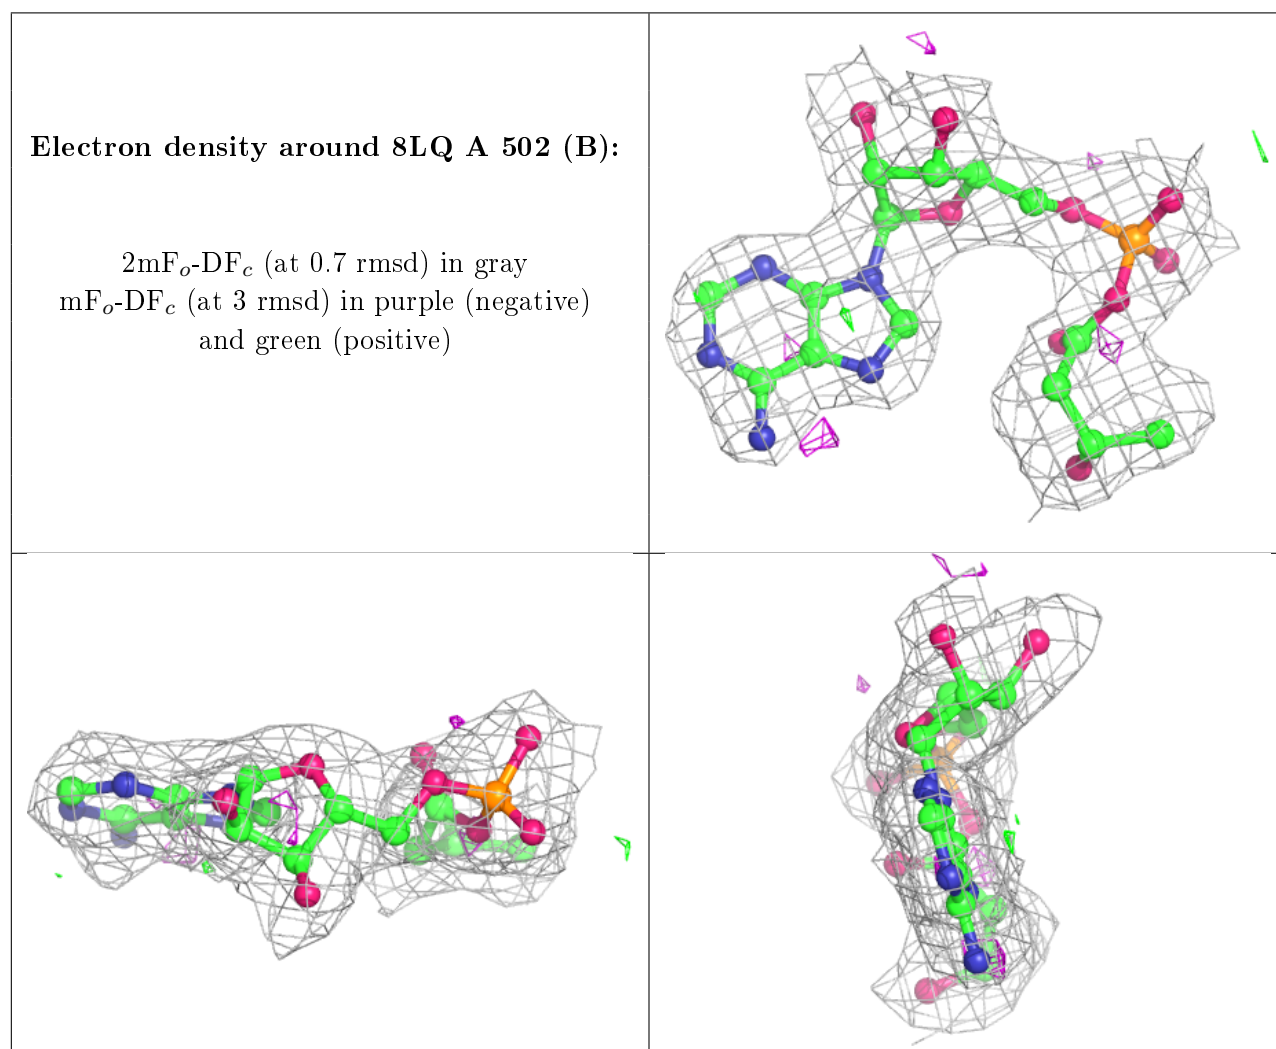 Electron density around 8LQ A 502 (B):
2mFo-DFc (at 0.7 rmsd) in gray
mFo-DFc (at 3 rmsd) in purple (negative)
and green (positive)